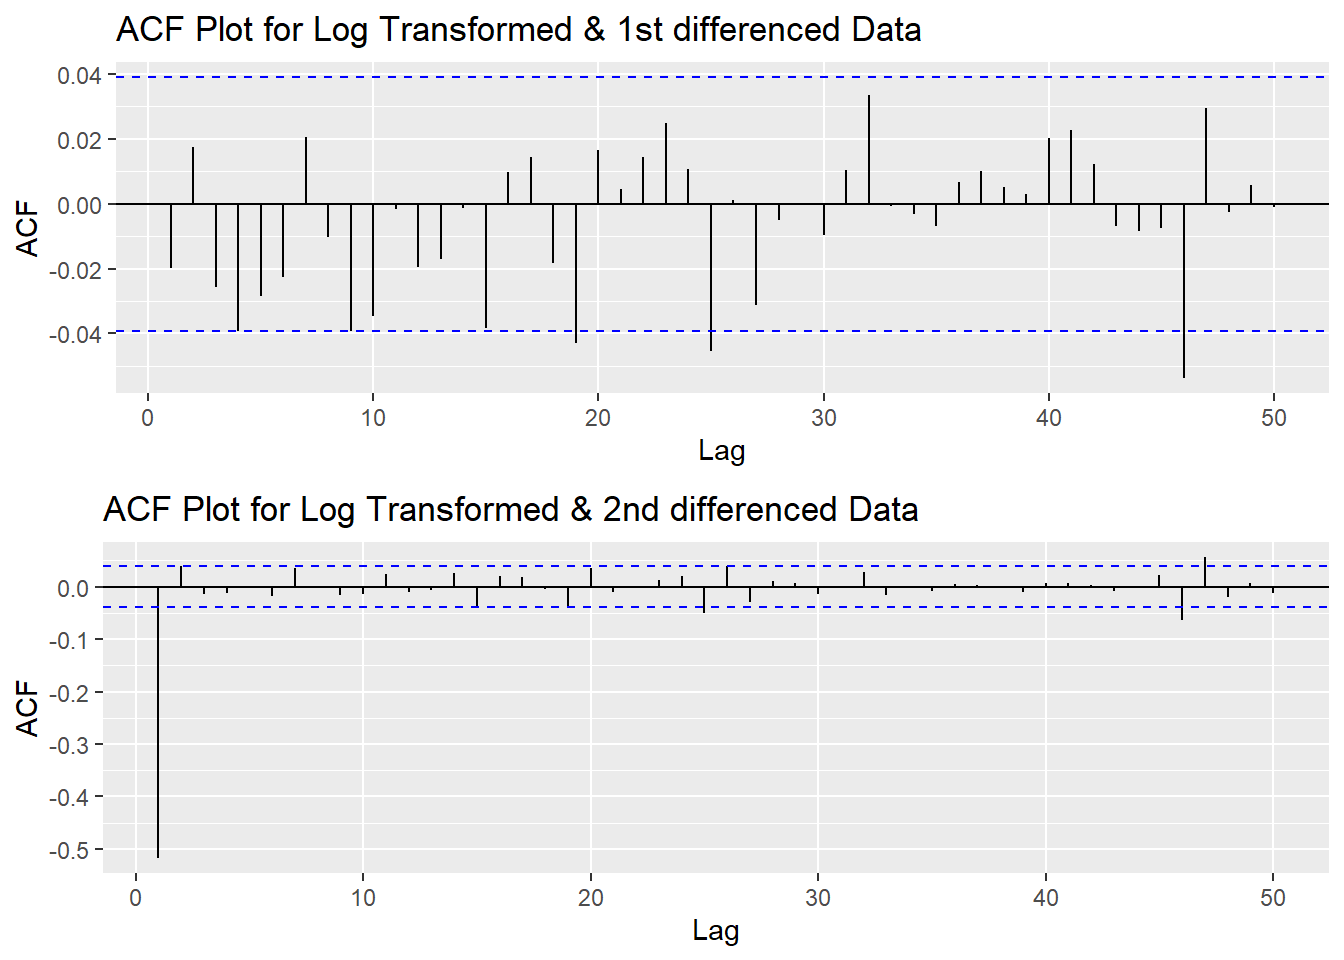 ACF Plot for Log Transformed & 1st differenced Data
0.04
0.02
0.00
-0.02
-0.04
ACF
0 10 20 30 40 50
Lag
ACF Plot for Log Transformed & 2nd differenced Data
0.0
-0.1
-0.2
-0.3
-0.4
-0.5
ACF
0 10 20 30 40 50
Lag